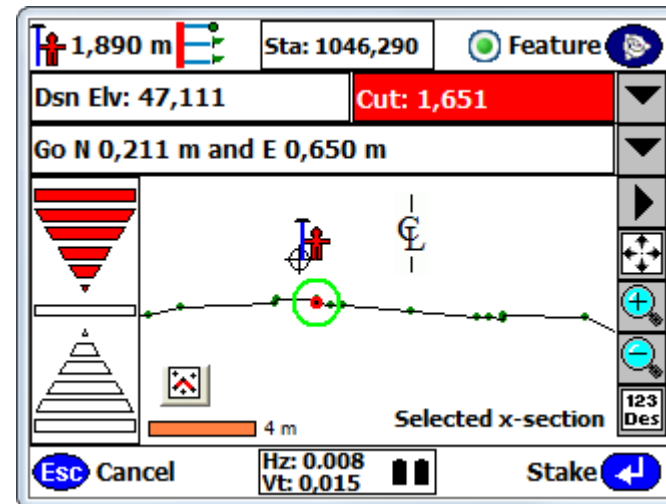 1,890 m Sta: 1046,290 Feature
Dsn Elv: 47,111 Cut: 1,651
Go N 0,211 m and E 0,650 m
CL
4 m Selected x-section
123
Des
Esc Cancel Hz: 0.008 Stake
Vt: 0,015